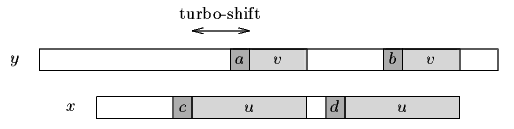 turbo-shift
y a v b v
x c u d u